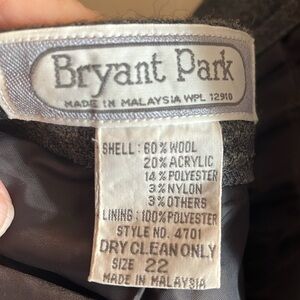 Bryant Park
MADE IN MALAYSIA WPL 12910
SHELL: 60% WOOL
20% ACRYLIC
14% POLYESTER
3% NYLON
3% OTHERS
LINING: 100% POLYESTER
STYLE NO. 4701
DRY CLEAN ONLY
SIZE 22
MADE IN MALAYSIA